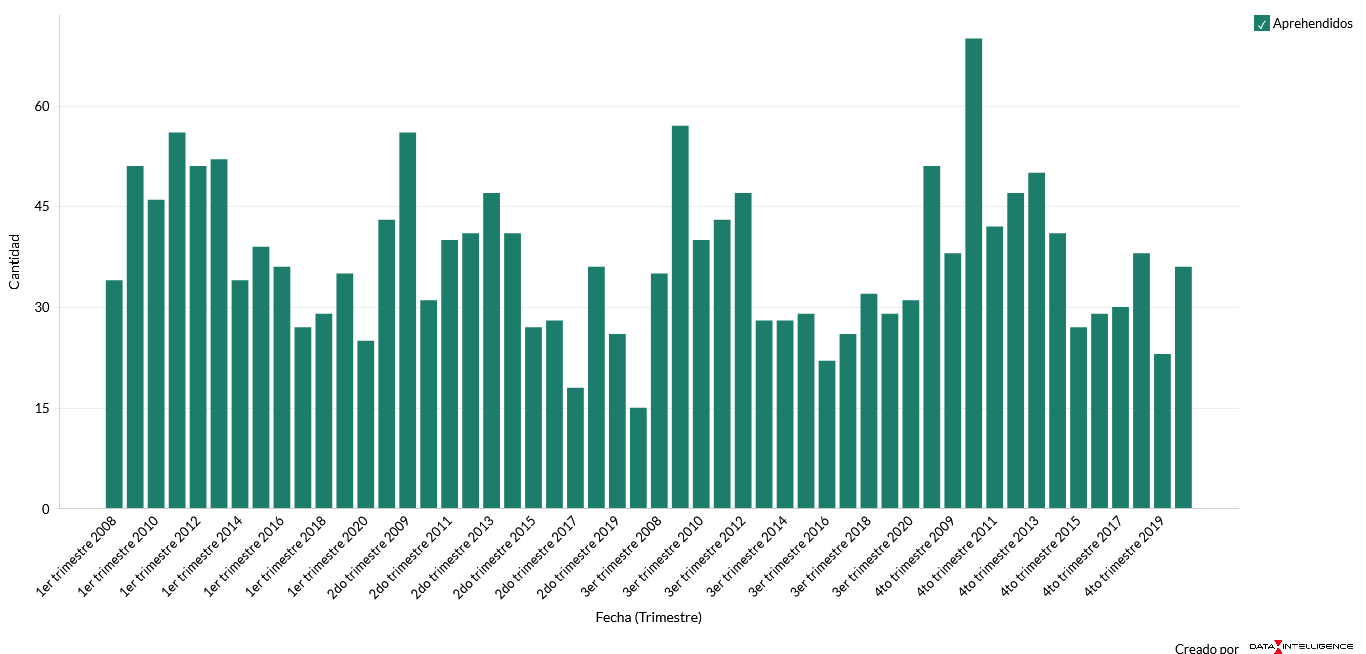 Aprehendidos
60
45
30
15
0
Cantidad
1er trimestre 2008
1er trimestre 2010
1er trimestre 2012
1er trimestre 2014
1er trimestre 2016
1er trimestre 2018
1er trimestre 2020
2do trimestre 2009
2do trimestre 2011
2do trimestre 2013
2do trimestre 2015
2do trimestre 2017
2do trimestre 2019
3er trimestre 2008
3er trimestre 2010
3er trimestre 2012
3er trimestre 2014
3er trimestre 2016
3er trimestre 2018
3er trimestre 2020
4to trimestre 2009
4to trimestre 2011
4to trimestre 2013
4to trimestre 2015
4to trimestre 2017
4to trimestre 2019
Fecha (Trimestre)
Creado por DATA INTELLIGENCE